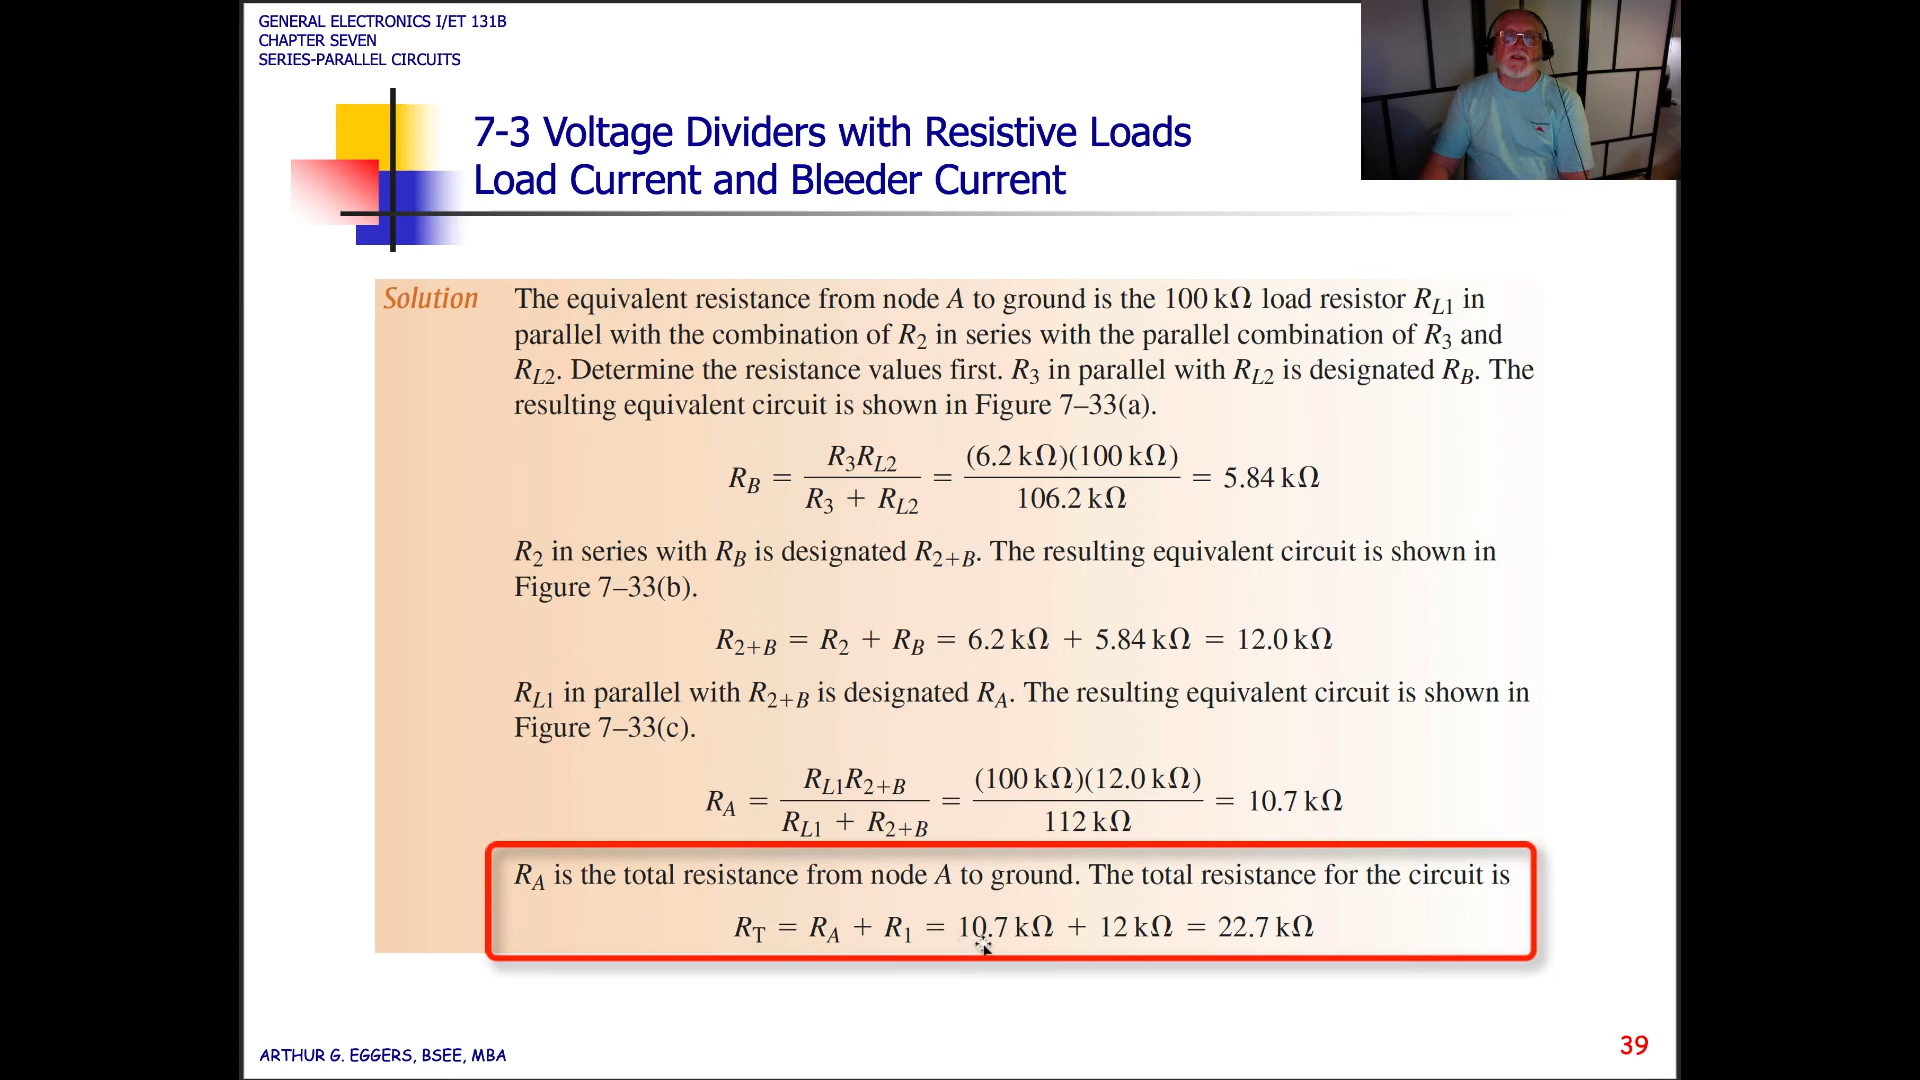 GENERAL ELECTRONICS I/ET 131B
CHAPTER SEVEN
SERIES-PARALLEL CIRCUITS
7-3 Voltage Dividers with Resistive Loads
Load Current and Bleeder Current
Solution The equivalent resistance from node A to ground is the 100 kΩ load resistor R_L1 in
parallel with the combination of R_2 in series with the parallel combination of R_3 and
R_L2. Determine the resistance values first. R_3 in parallel with R_L2 is designated R_B. The
resulting equivalent circuit is shown in Figure 7–33(a).
R_B = R_3R_L2 / (R_3 + R_L2) = (6.2 kΩ)(100 kΩ) / 106.2 kΩ = 5.84 kΩ
R_2 in series with R_B is designated R_2+B. The resulting equivalent circuit is shown in
Figure 7–33(b).
R_2+B = R_2 + R_B = 6.2 kΩ + 5.84 kΩ = 12.0 kΩ
R_L1 in parallel with R_2+B is designated R_A. The resulting equivalent circuit is shown in
Figure 7–33(c).
R_A = R_L1R_2+B / (R_L1 + R_2+B) = (100 kΩ)(12.0 kΩ) / 112 kΩ = 10.7 kΩ
R_A is the total resistance from node A to ground. The total resistance for the circuit is
R_T = R_A + R_1 = 10.7 kΩ + 12 kΩ = 22.7 kΩ
ARTHUR G. EGGERS, BSEE, MBA
39